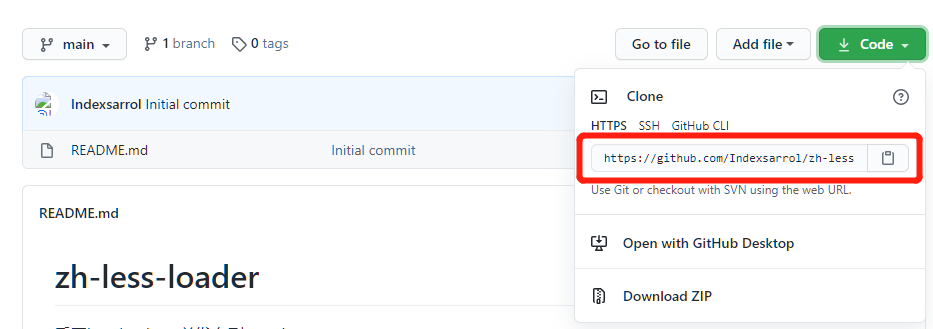 main
1 branch
0 tags
Go to file
Add file
Code
Indexsarrol Initial commit
README.md
Initial commit
Clone
HTTPS SSH GitHub CLI
https://github.com/Indexsarrol/zh-less
Use Git or checkout with SVN using the web URL.
Open with GitHub Desktop
Download ZIP
README.md
zh-less-loader